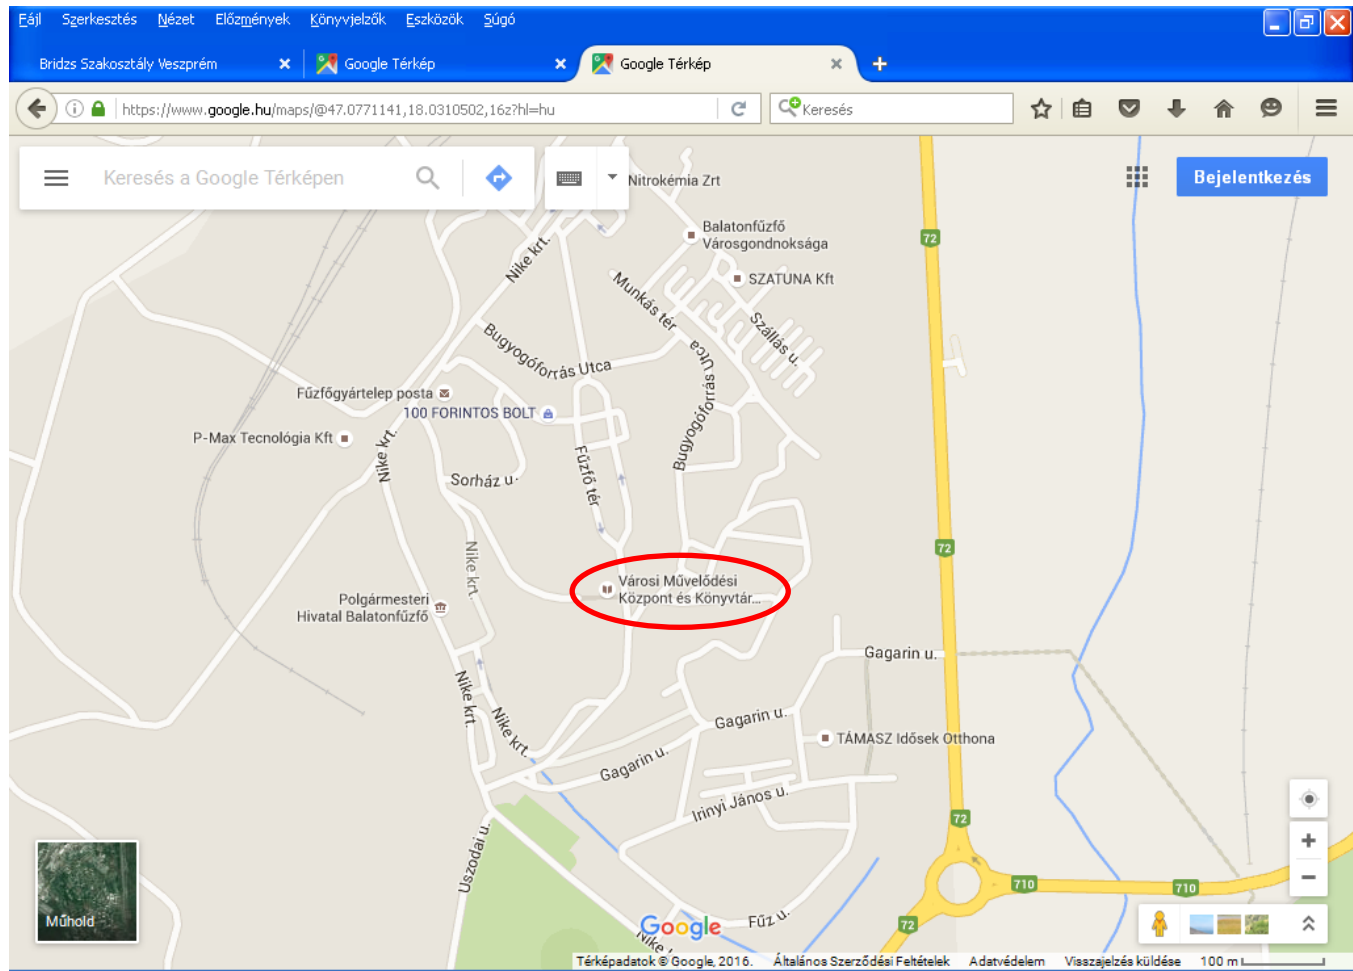 Fájl Szerkesztés Nézet Előzmények Könyvjelzők Eszközök Súgó
Bridzs Szakosztály Veszprém
Google Térkép
Google Térkép
https://www.google.hu/maps/@47.0771141,18.0310502,16z?hl=hu
Keresés
Keresés a Google Térképen
Bejelentkezés
Nitrokémia Zrt
Balatonfűzfő
Városgondnoksága
72
Nike krt.
SZATUNA Kft
Munkás tér
Szállás u.
Bugyogóforrás Utca
Bugyogóforrás Utca
Fűzfőgyártelep posta
100 FORINTOS BOLT
P-Max Tecnológia Kft
Nike krt.
Sorház u.
Fűzfő tér
Nike krt.
72
Városi Művelődési
Központ és Könyvtár...
Polgármesteri
Hivatal Balatonfűzfő
Gagarin u.
Nike krt.
Nike krt.
Gagarin u.
TÁMASZ Idősek Otthona
Gagarin u.
Irinyi János u.
72
Uszodai u.
710
710
Műhold
Google
Fűz u.
72
Nike
Térképadatok © Google, 2016. Általános Szerződési Feltételek Adatvédelem Visszajelzés küldése 100 m